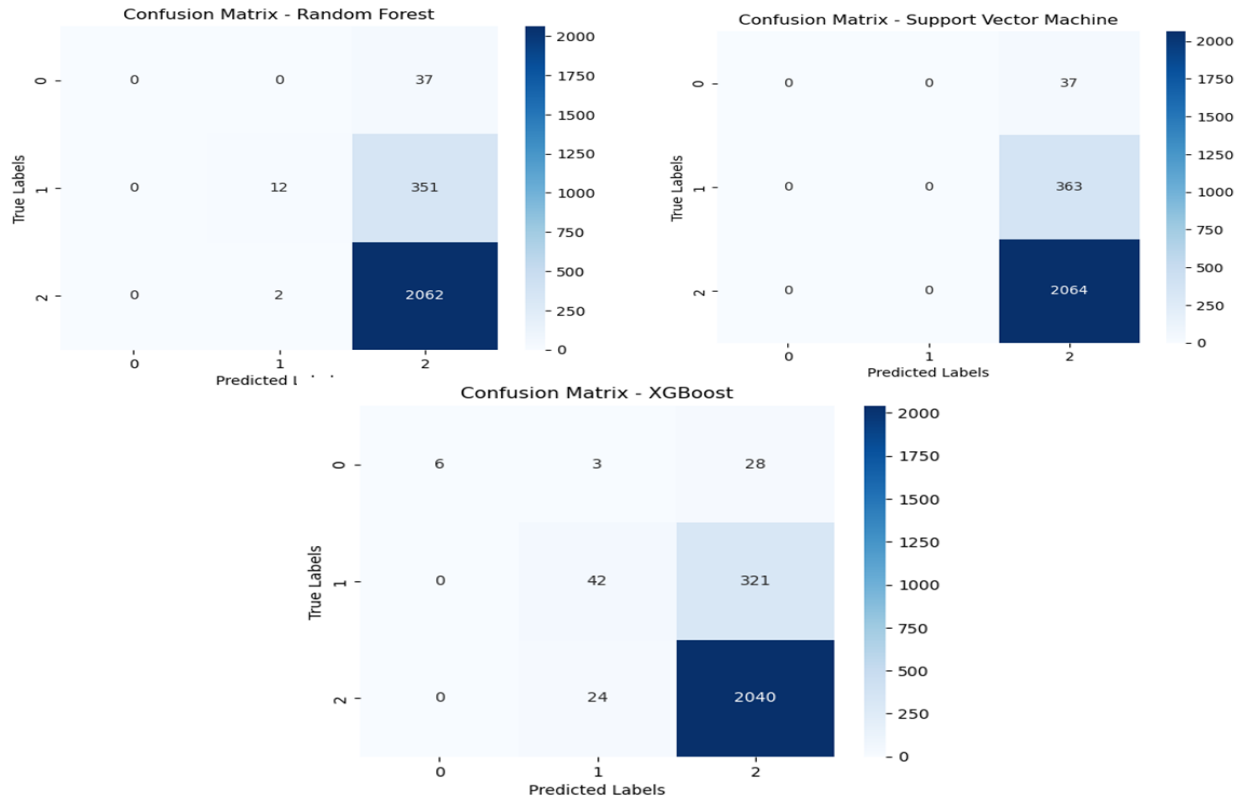 Confusion Matrix - Random Forest
0 0 0 37
1 0 12 351
2 0 2 2062
0 1 2
True Labels
Predicted
2000
1750
1500
1250
1000
750
500
250
0
Confusion Matrix - Support Vector Machine
0 0 0 37
1 0 0 363
2 0 0 2064
0 1 2
True Labels
Predicted Labels
2000
1750
1500
1250
1000
750
500
250
0
Confusion Matrix - XGBoost
0 6 3 28
1 0 42 321
2 0 24 2040
0 1 2
True Labels
Predicted Labels
2000
1750
1500
1250
1000
750
500
250
0